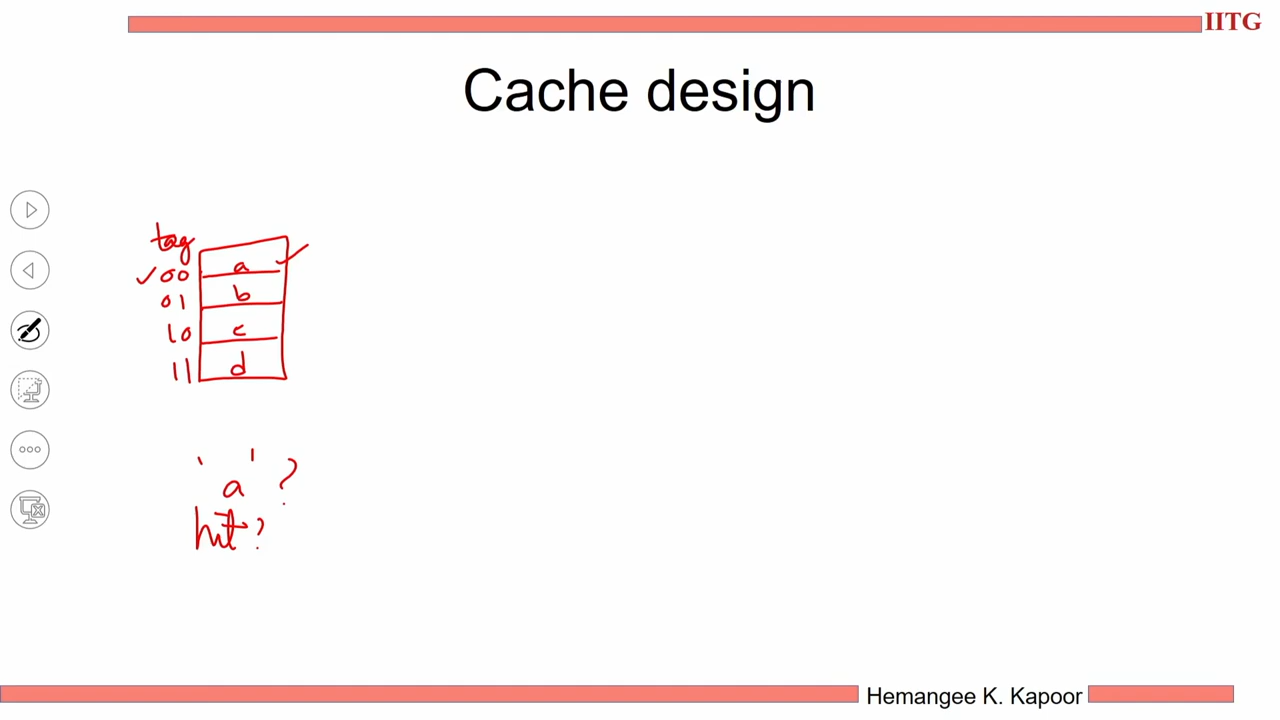 IITG
Cache design
tag
✓ 00 a ✓
01 b
10 c
11 d
'a' ?
hit?
Hemangee K. Kapoor